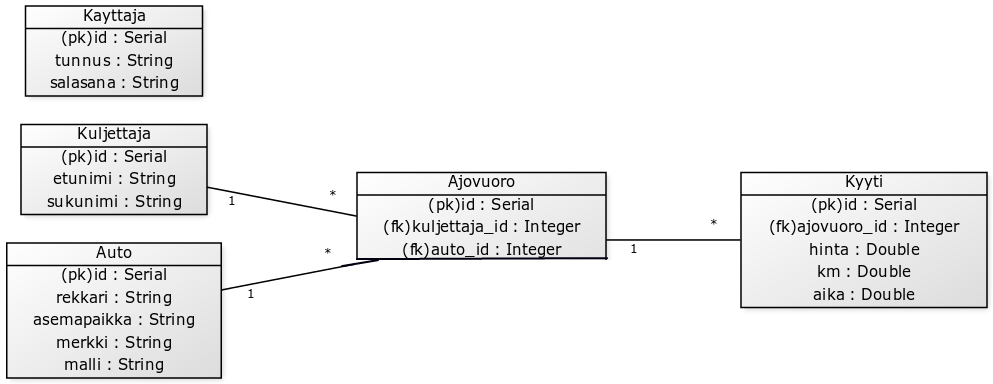 Kayttaja
(pk)id : Serial
tunnus : String
salasana : String
Kuljettaja
(pk)id : Serial
etunimi : String
sukunimi : String
1
*
Auto
(pk)id : Serial
rekkari : String
asemapaikka : String
merkki : String
malli : String
1
*
Ajovuoro
(pk)id : Serial
(fk)kuljettaja_id : Integer
(fk)auto_id : Integer
1
*
Kyyti
(pk)id : Serial
(fk)ajovuoro_id : Integer
hinta : Double
km : Double
aika : Double